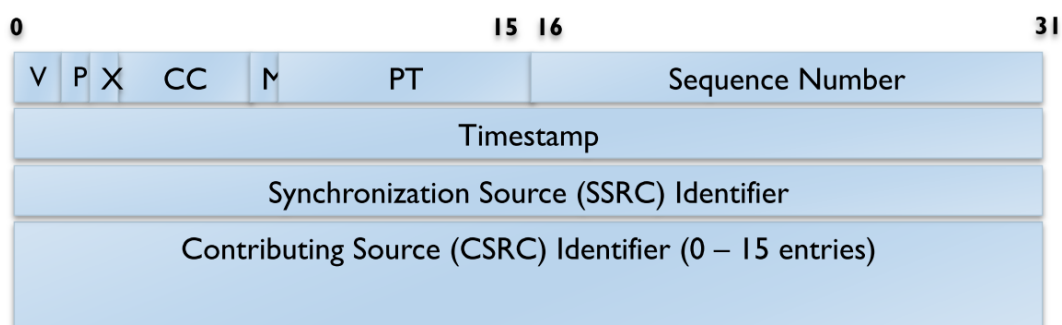 0 15 16 31
V P X CC M PT Sequence Number
Timestamp
Synchronization Source (SSRC) Identifier
Contributing Source (CSRC) Identifier (0 – 15 entries)